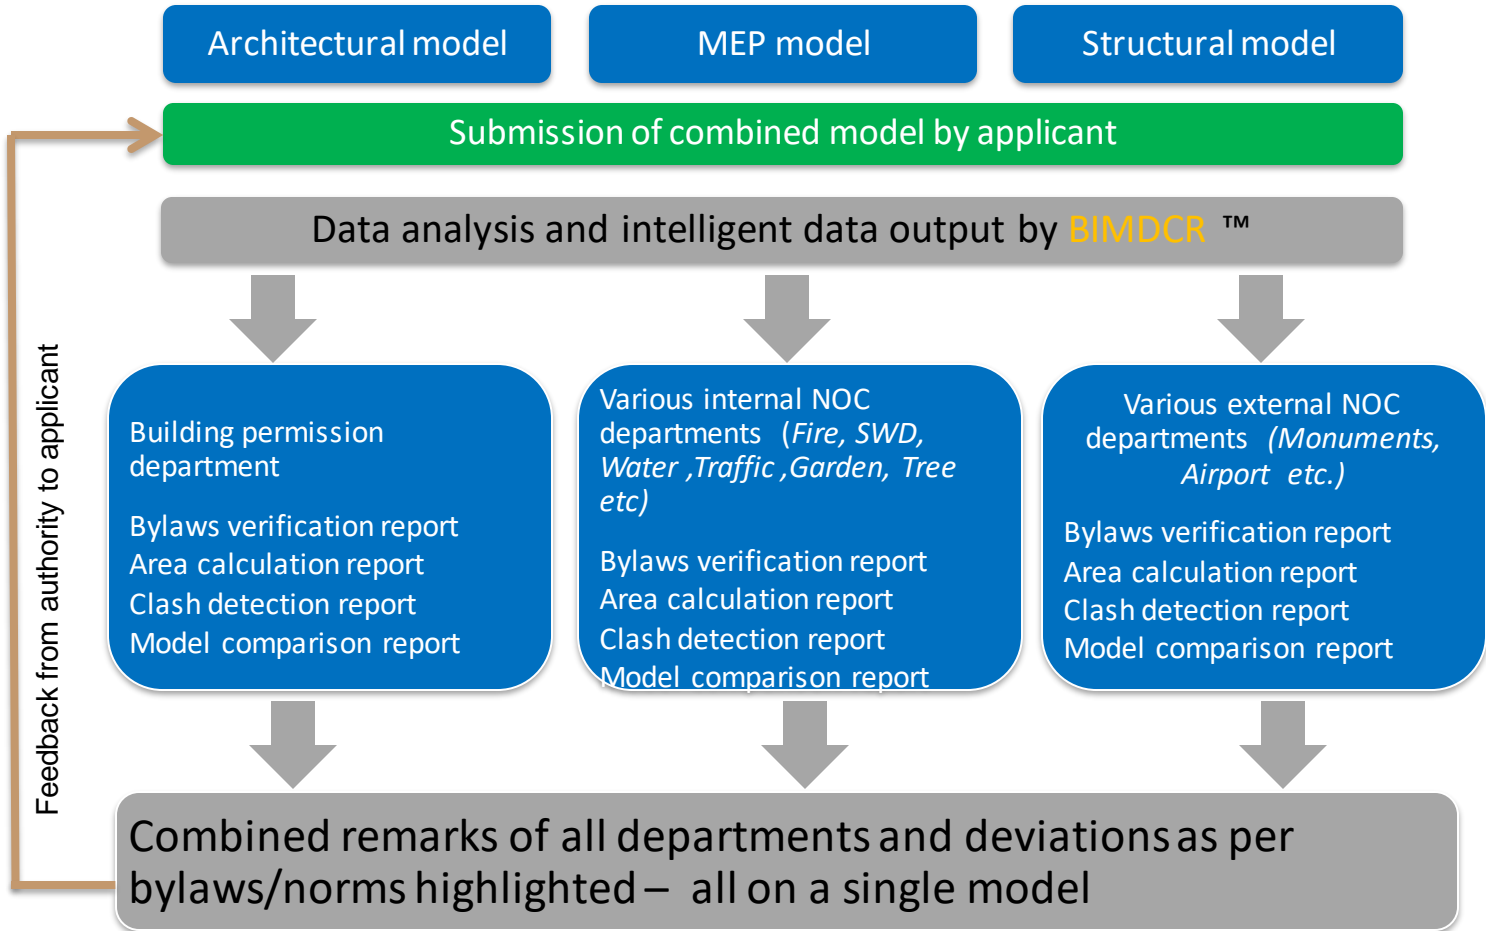 Architectural model
MEP model
Structural model
Submission of combined model by applicant
Data analysis and intelligent data output by BIMDCR ™
Feedback from authority to applicant
Building permission
department
Bylaws verification report
Area calculation report
Clash detection report
Model comparison report
Various internal NOC
departments (Fire, SWD,
Water ,Traffic ,Garden, Tree
etc)
Bylaws verification report
Area calculation report
Clash detection report
Model comparison report
Various external NOC
departments (Monuments,
Airport etc.)
Bylaws verification report
Area calculation report
Clash detection report
Model comparison report
Combined remarks of all departments and deviations as per
bylaws/norms highlighted – all on a single model